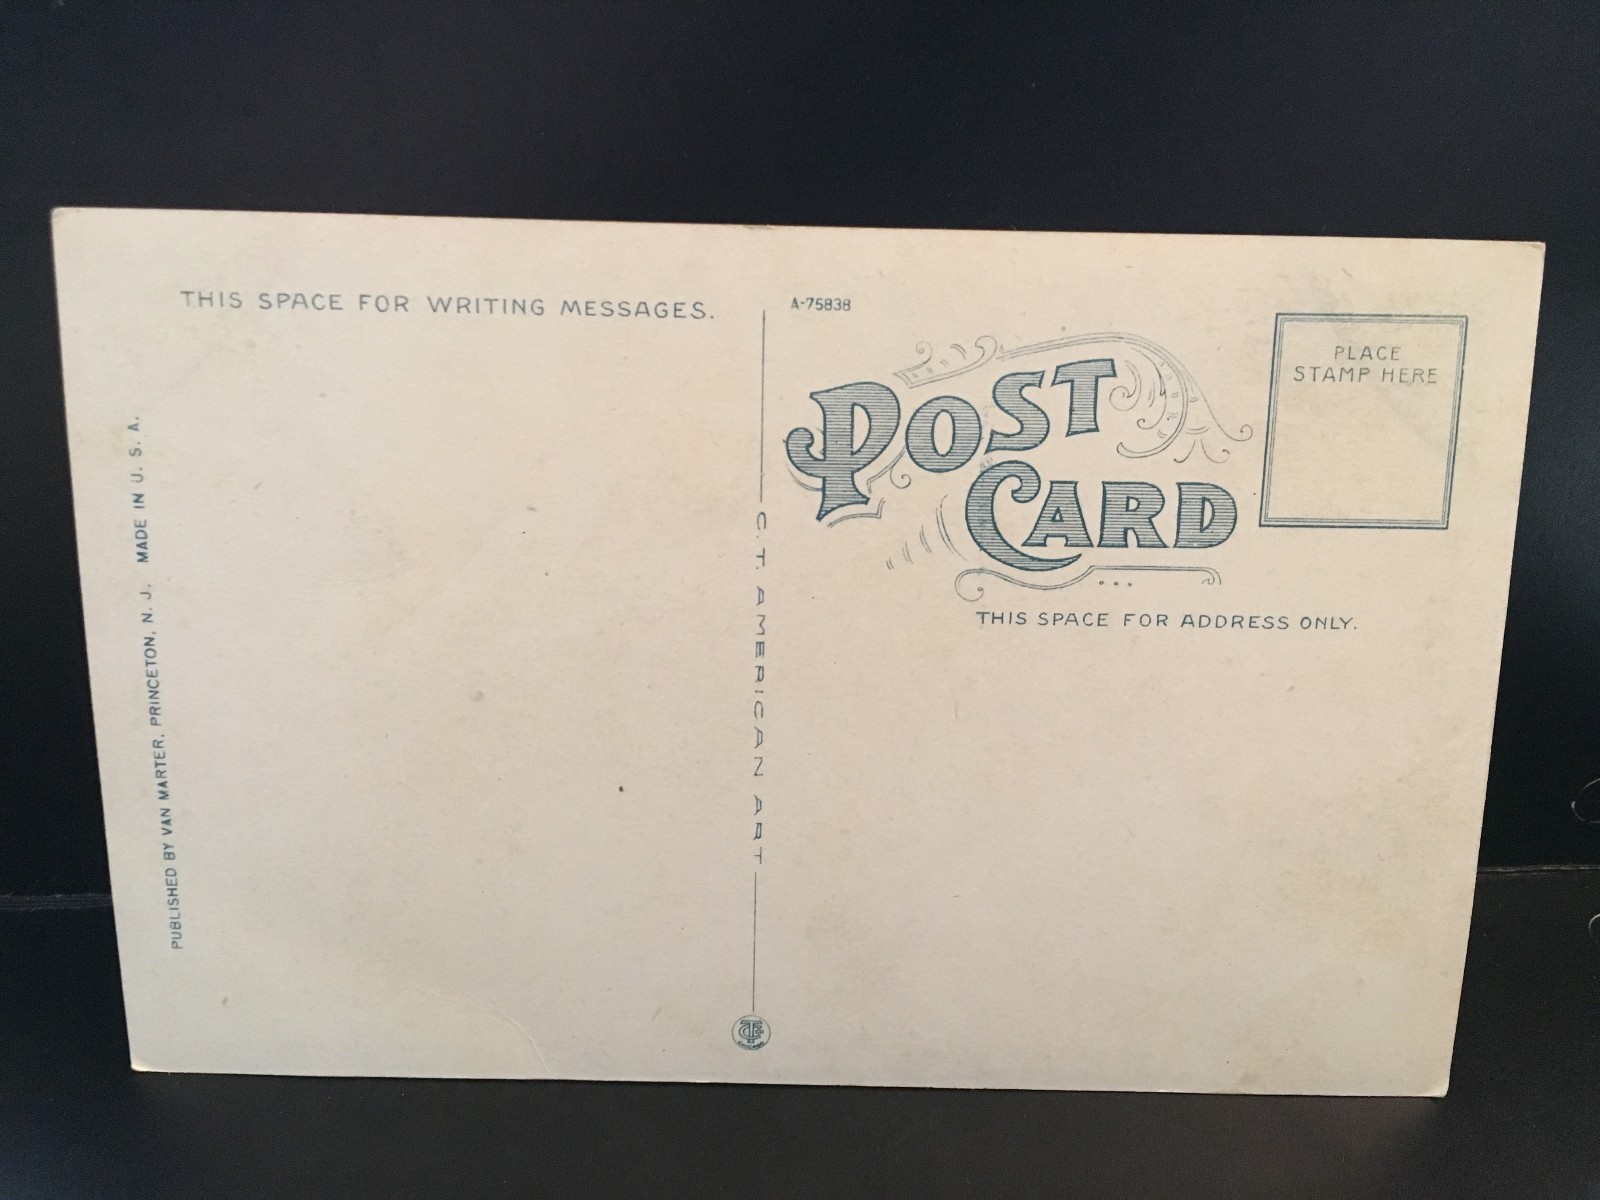 THIS SPACE FOR WRITING MESSAGES.
PUBLISHED BY VAN MARTER, PRINCETON, N. J. MADE IN U. S. A.
C. T. AMERICAN ART
A-75838
POST
CARD
PLACE
STAMP HERE
THIS SPACE FOR ADDRESS ONLY.
CHICAGO